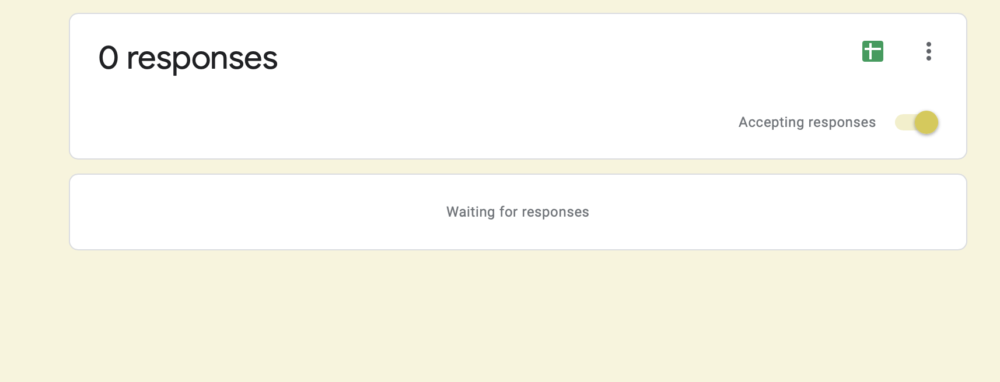 0 responses
Accepting responses
Waiting for responses